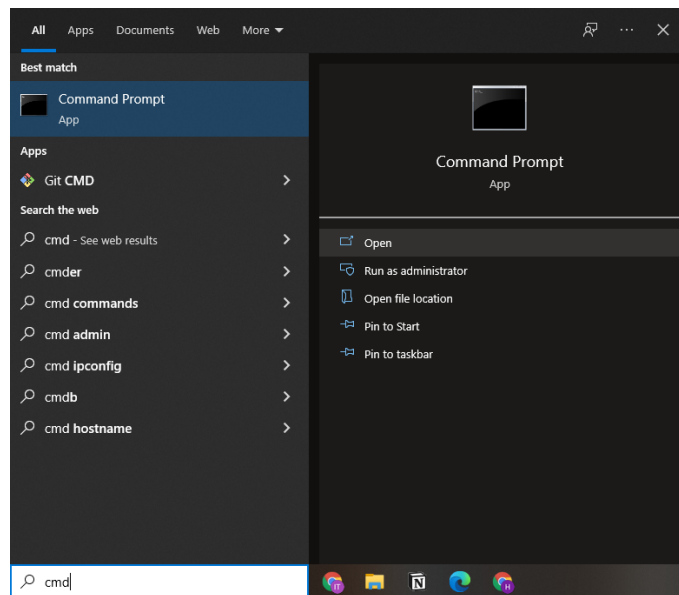 All Apps Documents Web More
Best match
Command Prompt
App
Apps
Git CMD
Search the web
cmd - See web results
cmder
cmd commands
cmd admin
cmd ipconfig
cmdb
cmd hostname
cmd
Command Prompt
App
Open
Run as administrator
Open file location
Pin to Start
Pin to taskbar
IT
N
H